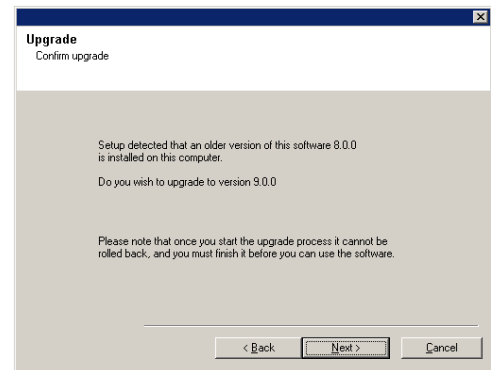 Upgrade
Confirm upgrade
Setup detected that an older version of this software 8.0.0
is installed on this computer.
Do you wish to upgrade to version 9.0.0
Please note that once you start the upgrade process it cannot be
rolled back, and you must finish it before you can use the software.
< Back
Next >
Cancel